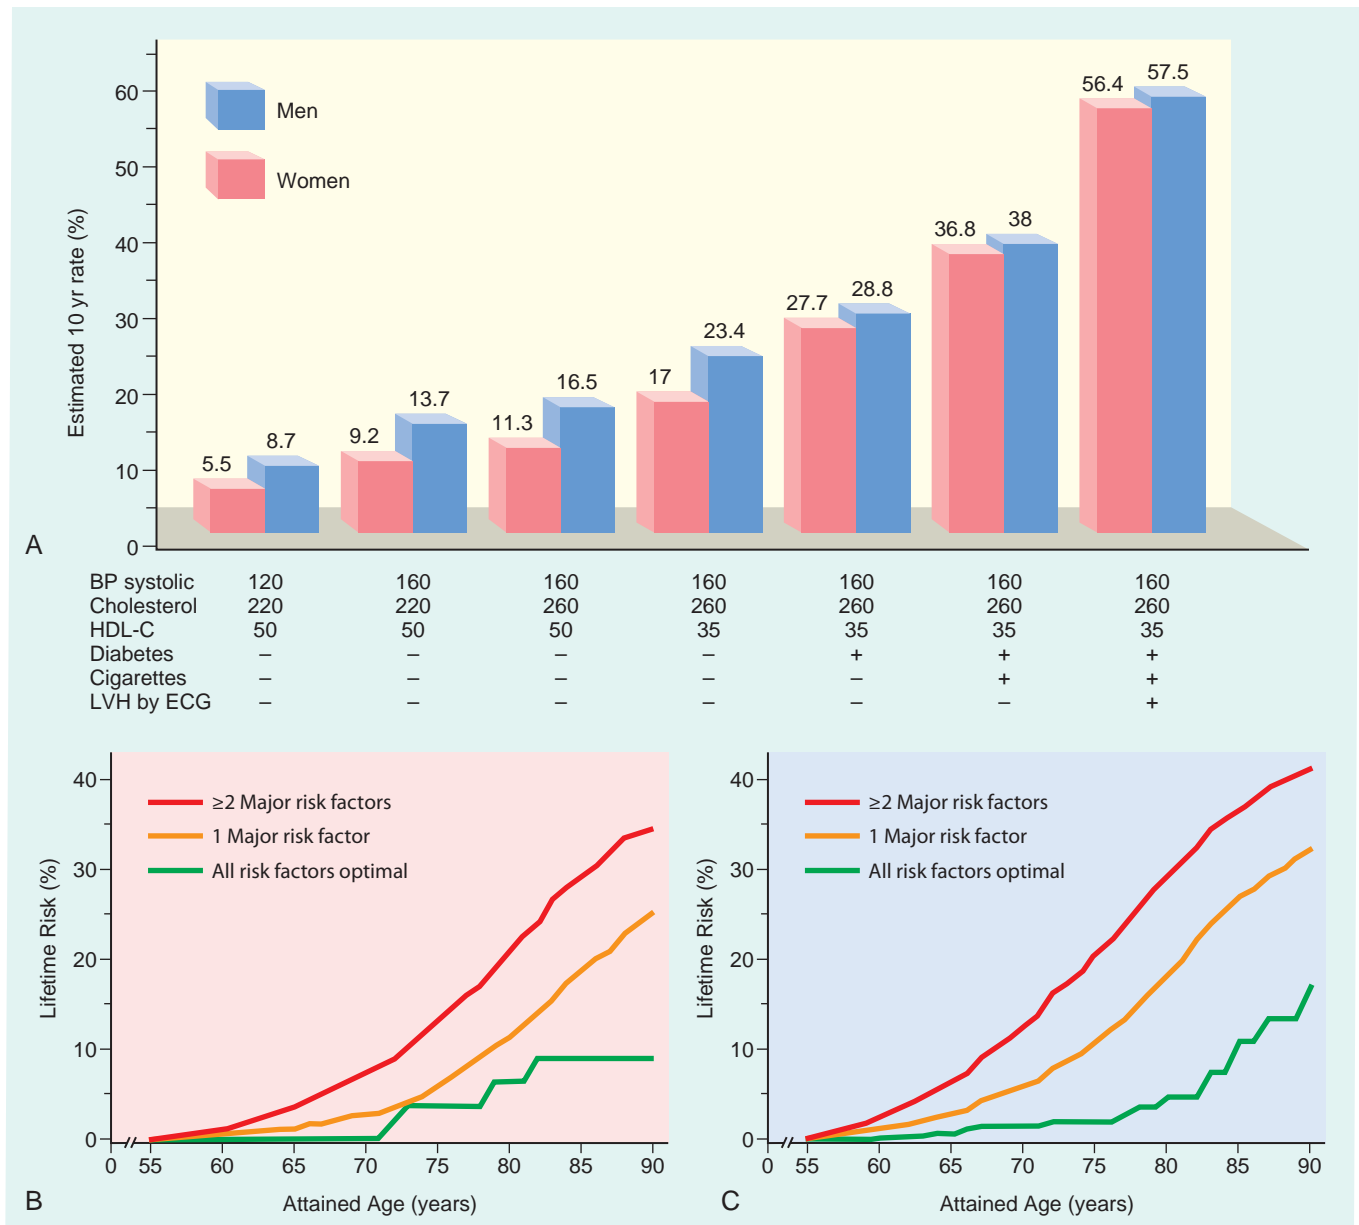 Men
Women
Estimated 10 yr rate (%)
60
50
40
30
20
10
0
5.5
8.7
9.2
13.7
11.3
16.5
17
23.4
27.7
28.8
36.8
38
56.4
57.5
A
BP systolic 120 160 160 160 160 160 160
Cholesterol 220 220 260 260 260 260 260
HDL-C 50 50 50 35 35 35 35
Diabetes – – – – + + +
Cigarettes – – – – – + +
LVH by ECG – – – – – – +
Lifetime Risk (%)
40
30
20
10
0
≥2 Major risk factors
1 Major risk factor
All risk factors optimal
0 55 60 65 70 75 80 85 90
Attained Age (years)
B
Lifetime Risk (%)
40
30
20
10
0
≥2 Major risk factors
1 Major risk factor
All risk factors optimal
0 55 60 65 70 75 80 85 90
Attained Age (years)
C